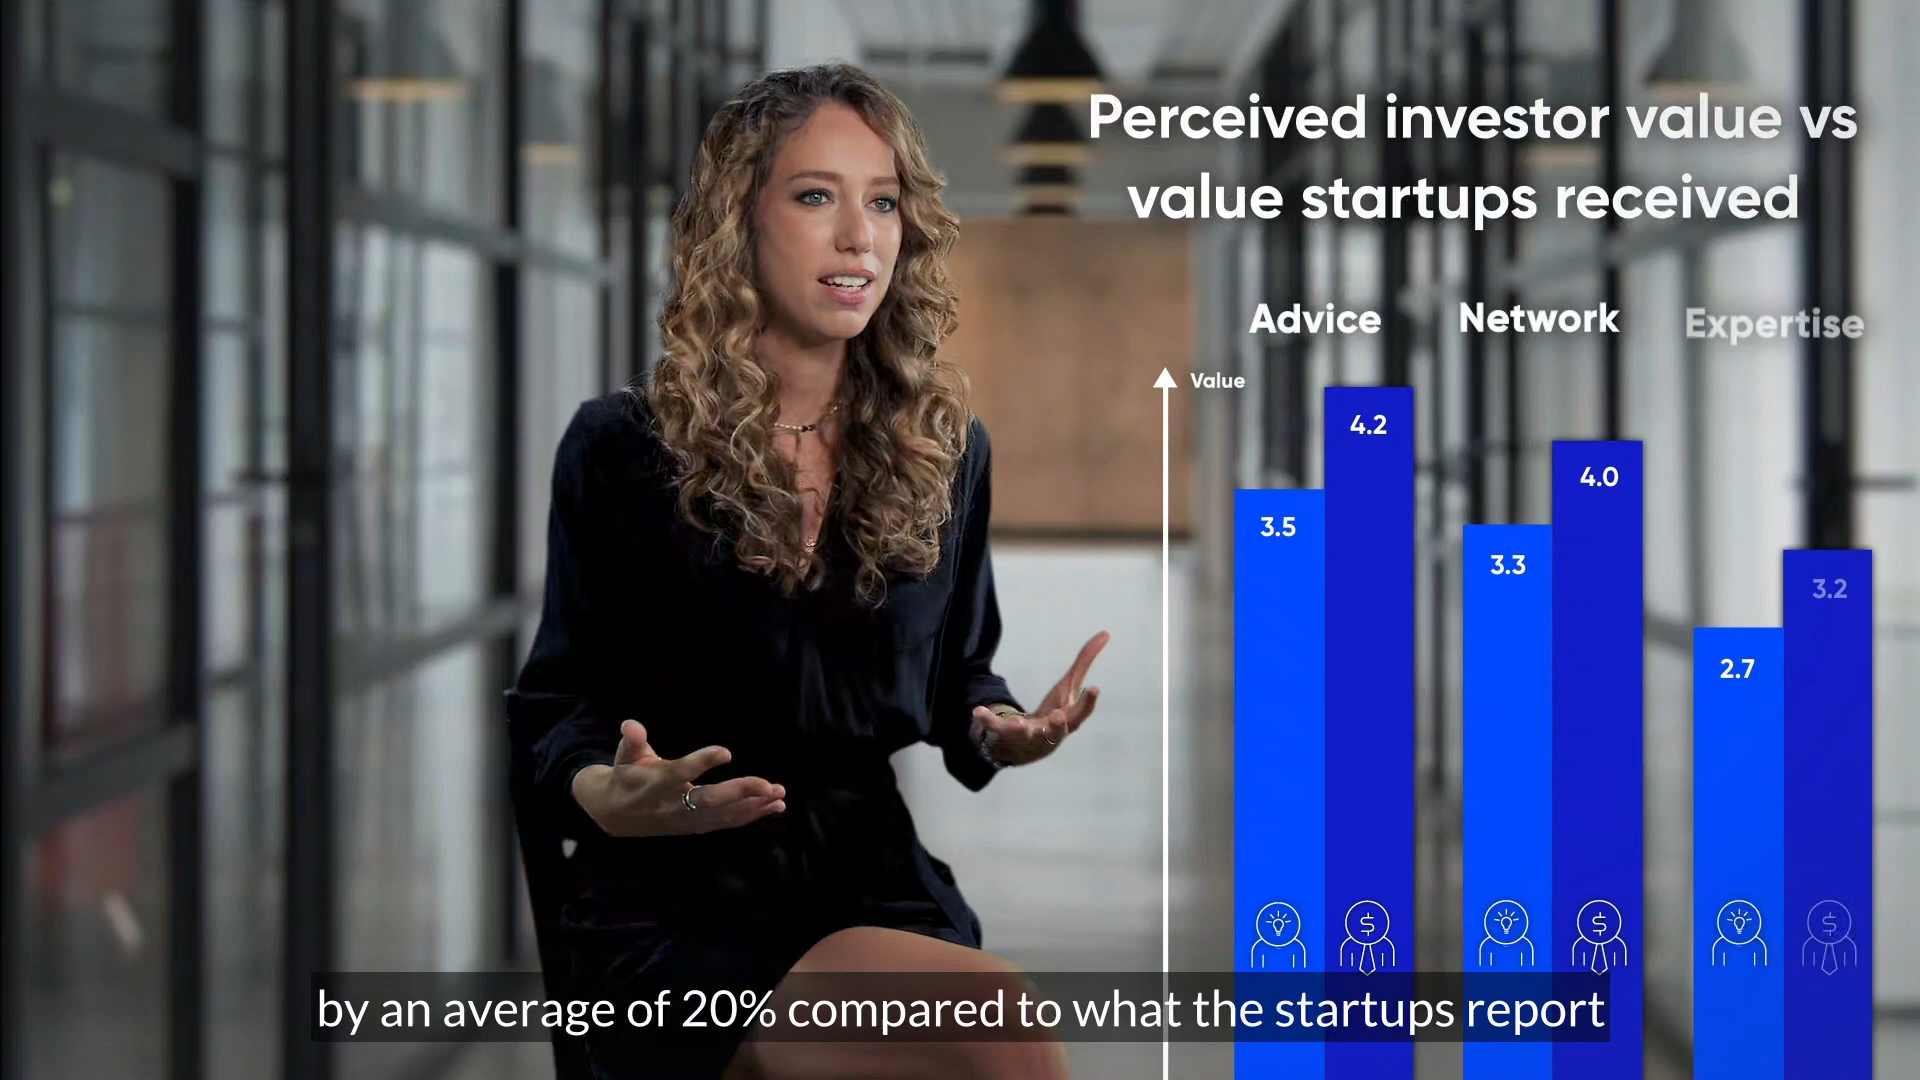 Perceived investor value vs
value startups received
Advice
Network
Expertise
Value
3.5
4.2
3.3
4.0
2.7
3.2
by an average of 20% compared to what the startups report